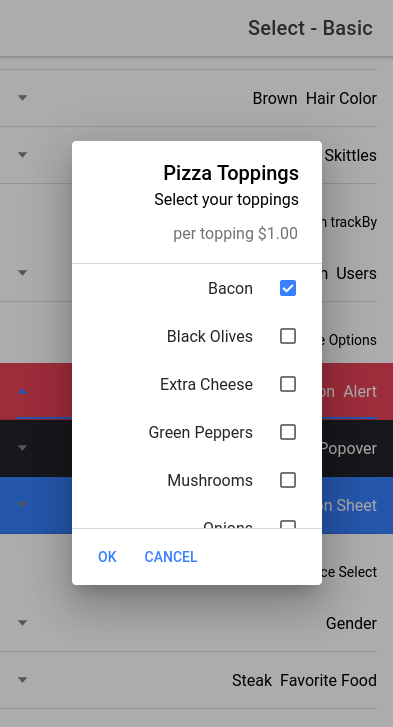 Select - Basic
Brown Hair Color
Skittles
trackBy
Users
Options
Alert
Popover
Sheet
Select
Gender
Steak Favorite Food
Pizza Toppings
Select your toppings
per topping $1.00
Bacon
Black Olives
Extra Cheese
Green Peppers
Mushrooms
Onions
OK CANCEL